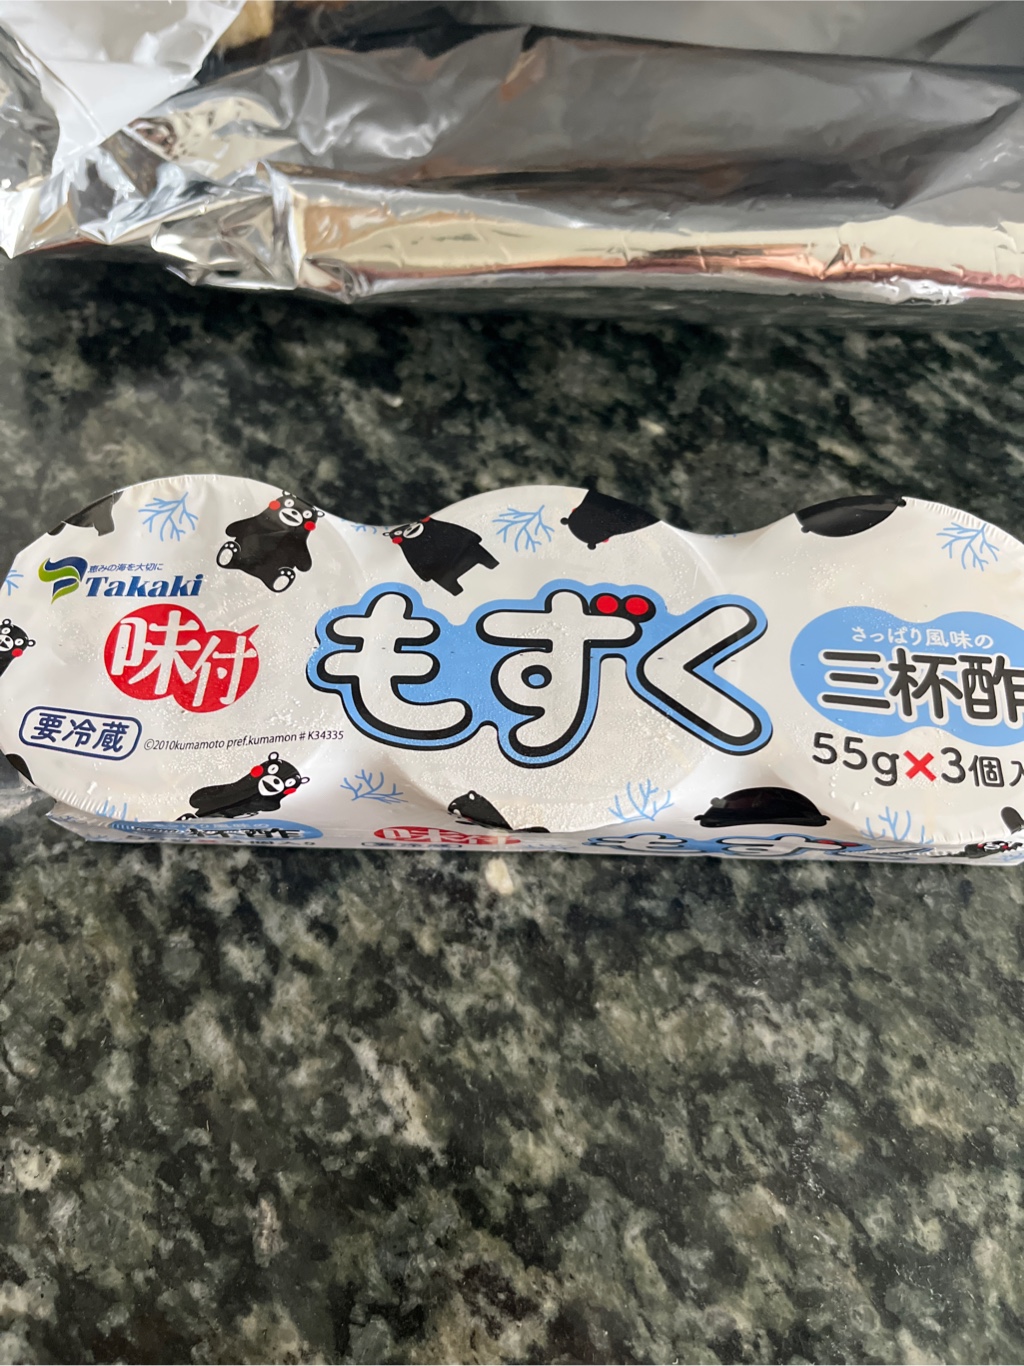 恵みの海を大切に
Takaki
味付
もずく
要冷蔵
©2010kumamoto pref.kumamon # K34335
さっぱり風味の
三杯酢
55g×3個入